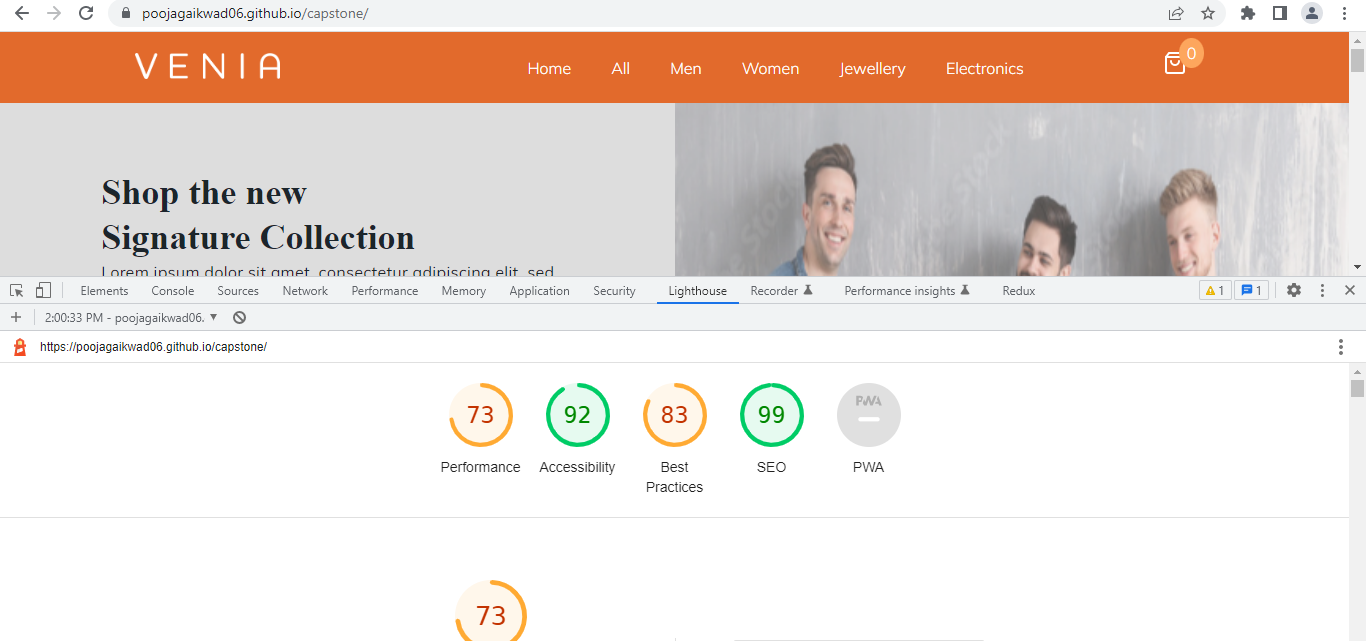 poojagaikwad06.github.io/capstone/
VENIA Home All Men Women Jewellery Electronics 0
Shop the new
Signature Collection
Lorem ipsum dolor sit amet, consectetur adipiscing elit, sed
Stock
Stock
Elements Console Sources Network Performance Memory Application Security Lighthouse Recorder Performance insights Redux 1 1
2:00:33 PM - poojagaikwad06.
https://poojagaikwad06.github.io/capstone/
73 92 83 99 PWA
Performance Accessibility Best SEO PWA
Practices
73